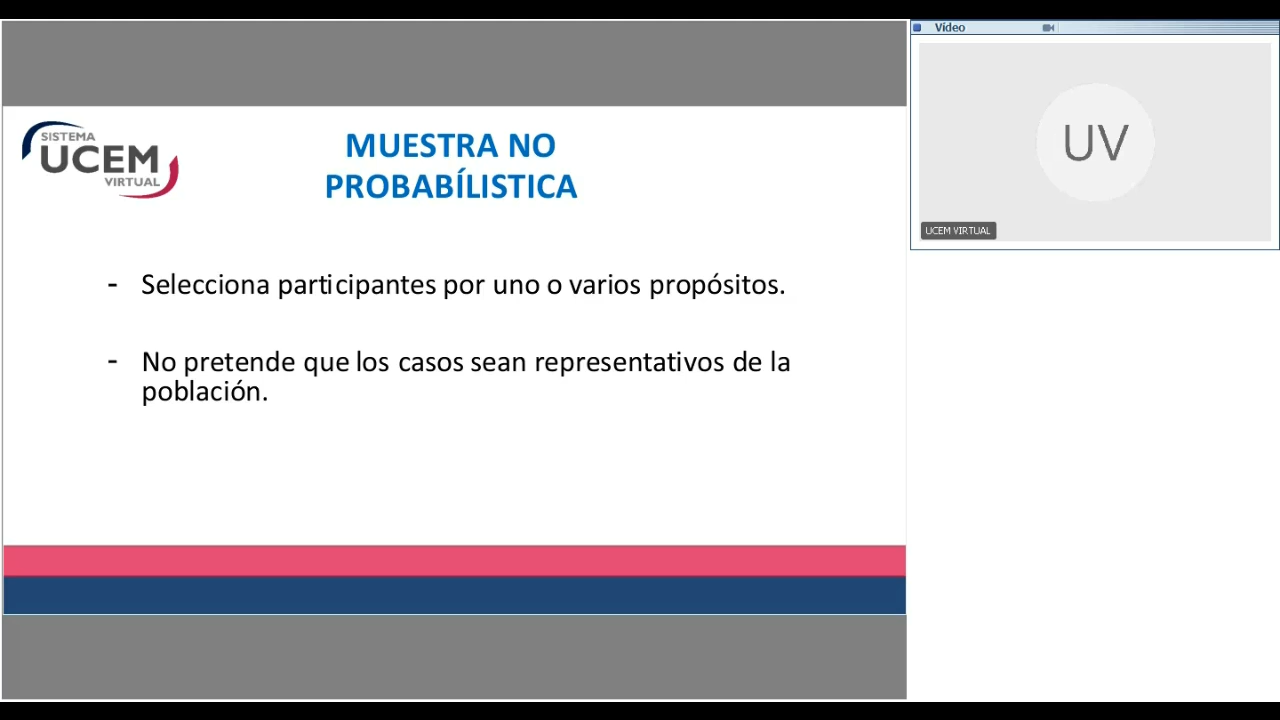 SISTEMA
UCEM
VIRTUAL
MUESTRA NO
PROBABÍLISTICA
- Selecciona participantes por uno o varios propósitos.
- No pretende que los casos sean representativos de la
población.
Vídeo
UV
UCEM VIRTUAL